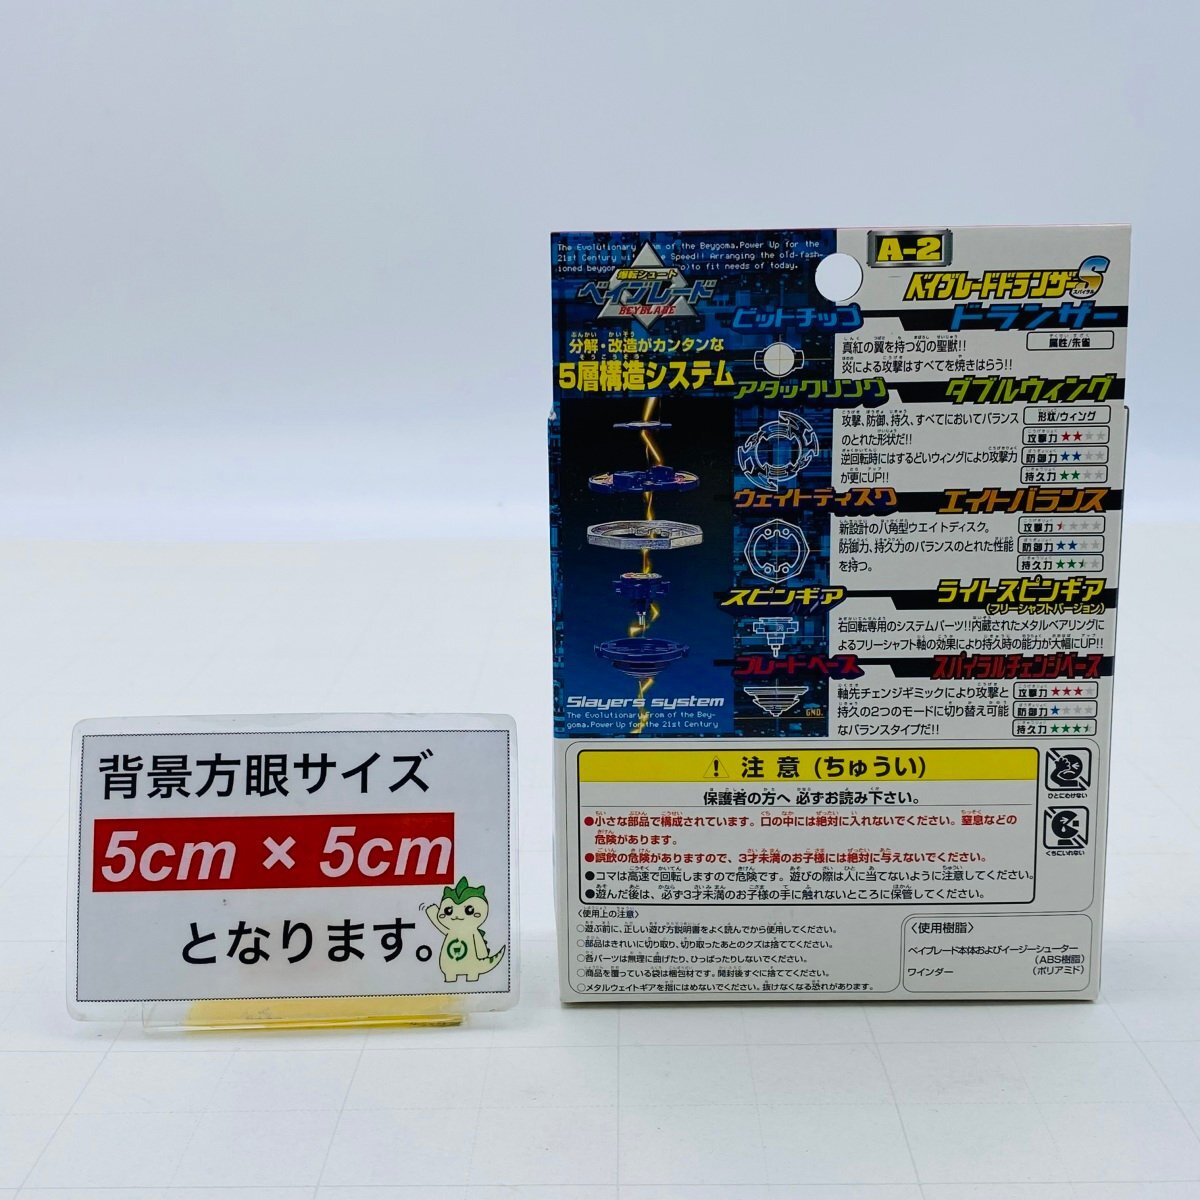 背景方眼サイズ
5cm × 5cm
となります。
The Evolutionary From of the Beygoma.Power Up for the
21st Century with the Speed!! Arranging the old-fash-
ioned beygoma to fit needs of today.
爆転シュート
ベイブレード
BEYBLADE
分解・改造がカンタンな
5層構造システム
Slayers system
The Evolutionary From of the Bey-
goma.Power Up for the 21st Century
A-2
ベイブレードドランザーS
スパイラル
ビットチップ
ドランザー
真紅の翼を持つ幻の聖獣!!
炎による攻撃はすべてを焼きはらう!!
属性/朱雀
アタックリング
ダブルウィング
攻撃、防御、持久、すべてにおいてバランス
のとれた形状だ!!
逆回転時にはするどいウィングにより攻撃力
が更にUP!!
形状/ウィング
攻撃力 ★★☆☆
防御力 ★★☆☆
持久力 ★★☆☆
ウェイトディスク
エイトバランス
新設計の八角型ウエイトディスク。
防御力、持久力のバランスのとれた性能
を持つ。
攻撃力
防御力 ★★☆☆
持久力
スピンギア
ライトスピンギア
(フリーシャフトバージョン)
右回転専用のシステムパーツ!!内蔵されたメタルベアリングに
よるフリーシャフト軸の効果により持久時の能力が大幅にUP!!
ブレードベース
スパイラルチェンジベース
軸先チェンジギミックにより攻撃と
持久の2つのモードに切り替え可能
なバランスタイプだ!!
GND.
攻撃力 ★★★☆
防御力 ★☆☆☆
持久力
⚠ 注意(ちゅうい)
保護者の方へ 必ずお読み下さい。
●小さな部品で構成されています。口の中には絶対に入れないでください。窒息などの
危険があります。
●誤飲の危険がありますので、3才未満のお子様には絶対に与えないでください。
●コマは高速で回転しますので危険です。遊びの際は人に当てないように注意してください。
●遊んだ後は、必ず3才未満のお子様の手に触れないところに保管してください。
ひとにむけない
くちにいれない
〈使用上の注意〉
○遊ぶ前に、正しい遊び方説明書をよく読んでから使用してください。
○部品はきれいに切り取り、切り取ったあとのクズは捨ててください。
○各パーツは無理に曲げたり、ひっぱったりしないでください。
○商品を覆っている袋は梱包材です。開封後すぐに捨ててください。
○メタルウェイトギアを指にはめないでください。抜けなくなる恐れがあります。
〈使用樹脂〉
ベイブレード本体およびイージーシューター
(ABS樹脂)
ワインダー
(ポリアミド)